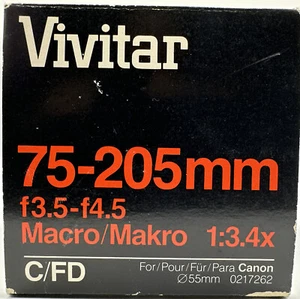 Vivitar
75-205mm
f3.5-f4.5
Macro/Makro 1:3.4x
C/FD For/Pour/Für/Para Canon
∅55mm 0217262